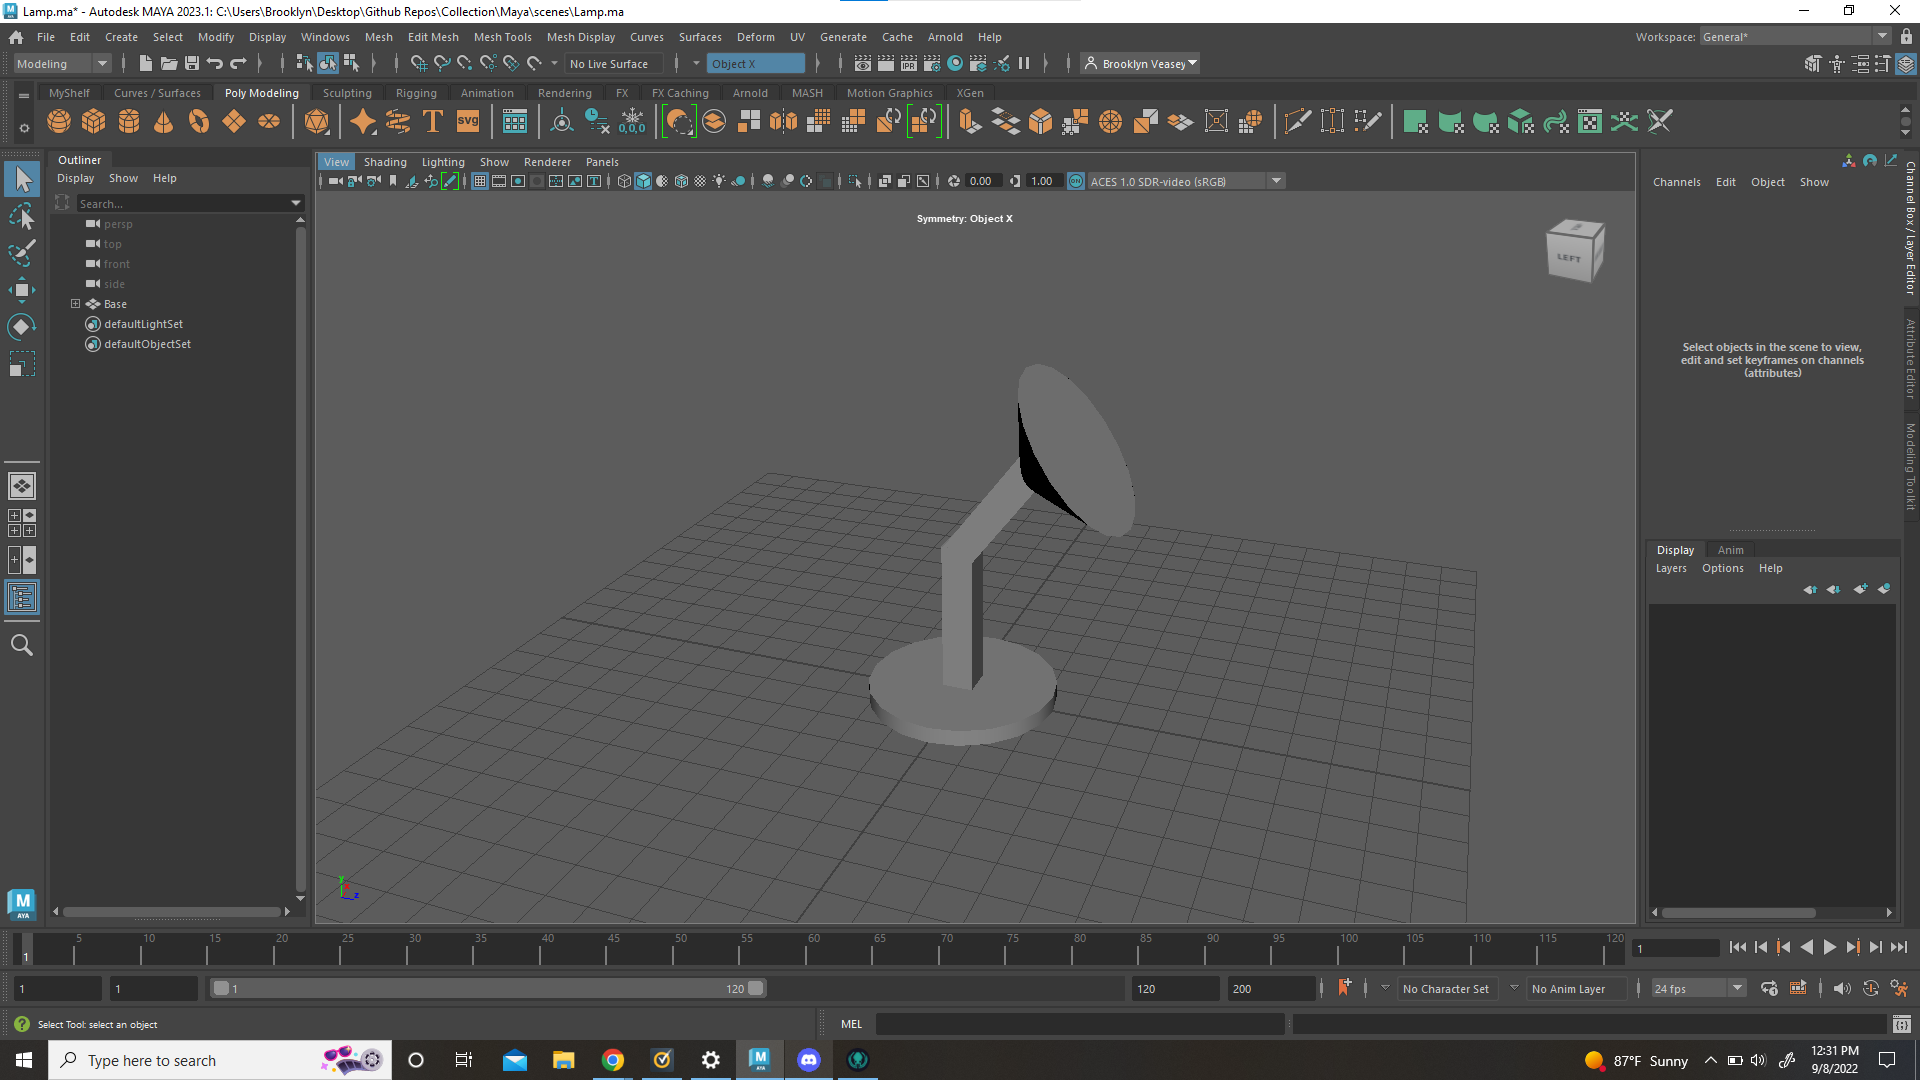 Lamp.ma* - Autodesk MAYA 2023.1: C:\Users\Brooklyn\Desktop\Github Repos\Collection\Maya\scenes\Lamp.ma
File Edit Create Select Modify Display Windows Mesh Edit Mesh Mesh Tools Mesh Display Curves Surfaces Deform UV Generate Cache Arnold Help
Workspace: General*
Modeling
No Live Surface
Object X
IPR
Brooklyn Veasey
MyShelf Curves / Surfaces Poly Modeling Sculpting Rigging Animation Rendering FX FX Caching Arnold MASH Motion Graphics XGen
T svg 0,0,0
Outliner
Display Show Help
Search...
persp
top
front
side
Base
defaultLightSet
defaultObjectSet
View Shading Lighting Show Renderer Panels
0.00 1.00 ON ACES 1.0 SDR-video (sRGB)
Symmetry: Object X
LEFT
y
z
Channels Edit Object Show
Select objects in the scene to view,
edit and set keyframes on channels
(attributes)
Channel Box / Layer Editor
Attribute Editor
Modeling Toolkit
Display Anim
Layers Options Help
M
AYA
1 5 10 15 20 25 30 35 40 45 50 55 60 65 70 75 80 85 90 95 100 105 110 115 120
1
1 1 1 120 120 200
No Character Set No Anim Layer 24 fps
Select Tool: select an object
MEL
Type here to search
87°F Sunny
12:31 PM
9/8/2022